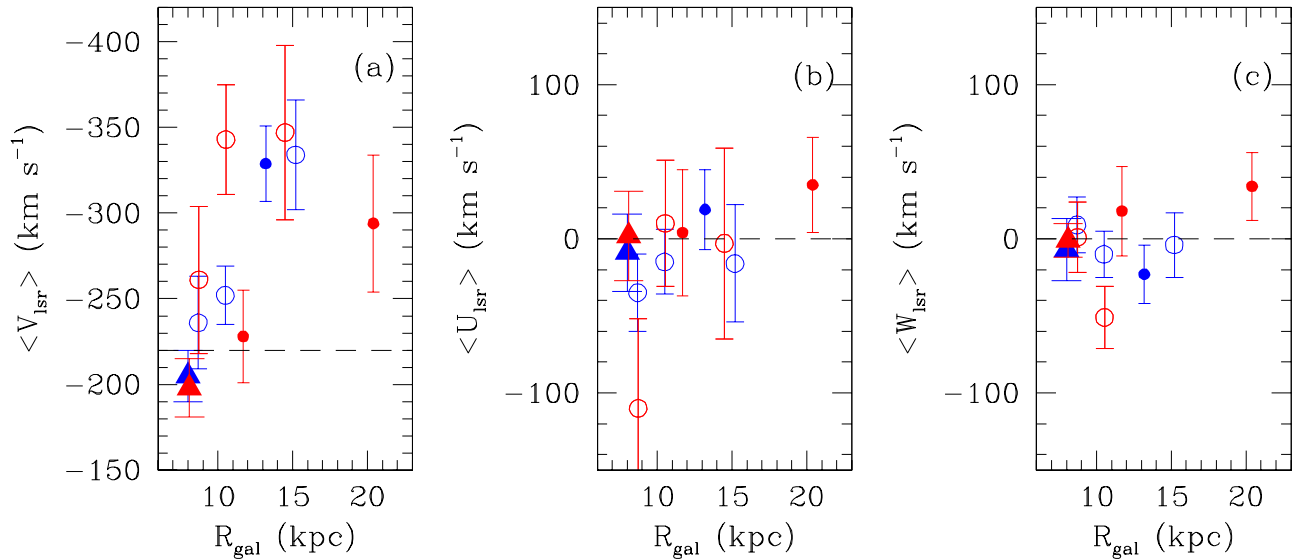 (a)
-400
-350
-300
-250
-200
-150
<V_lsr> (km s⁻¹)
10 15 20
R_gal (kpc)
(b)
100
0
-100
<U_lsr> (km s⁻¹)
10 15 20
R_gal (kpc)
(c)
100
0
-100
<W_lsr> (km s⁻¹)
10 15 20
R_gal (kpc)